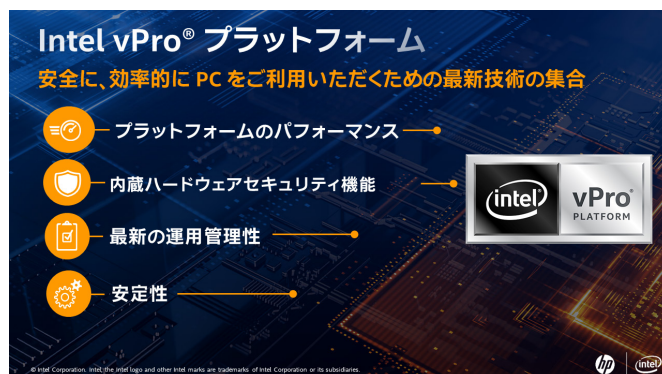 Intel vPro® プラットフォーム
安全に、効率的に PC をご利用いただくための最新技術の集合
プラットフォームのパフォーマンス
内蔵ハードウェアセキュリティ機能
最新の運用管理性
安定性
intel® vPro®
PLATFORM
© Intel Corporation. Intel, the Intel logo and other Intel marks are trademarks of Intel Corporation or its subsidiaries.
hp intel